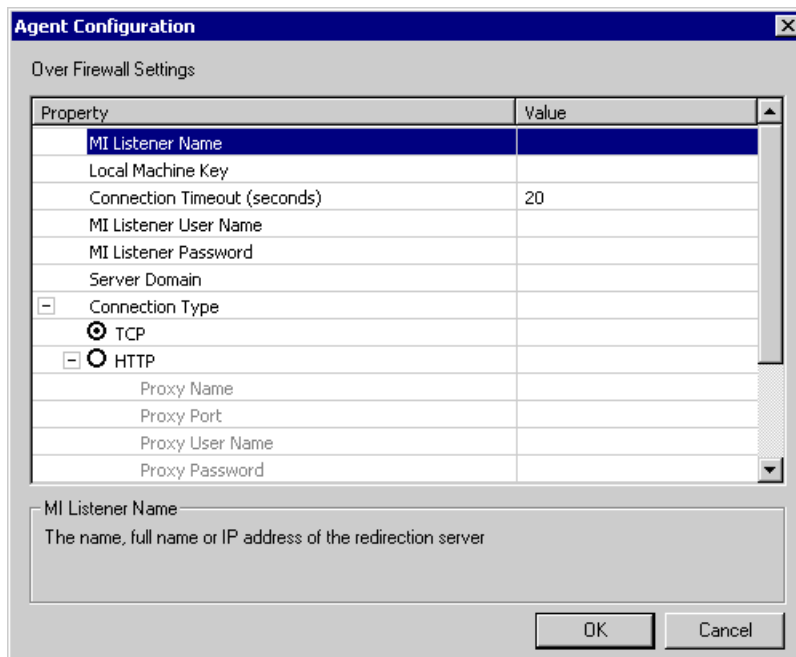 Agent Configuration
Over Firewall Settings
Property Value
MI Listener Name
Local Machine Key
Connection Timeout (seconds) 20
MI Listener User Name
MI Listener Password
Server Domain
Connection Type
TCP
HTTP
Proxy Name
Proxy Port
Proxy User Name
Proxy Password
MI Listener Name
The name, full name or IP address of the redirection server
OK Cancel